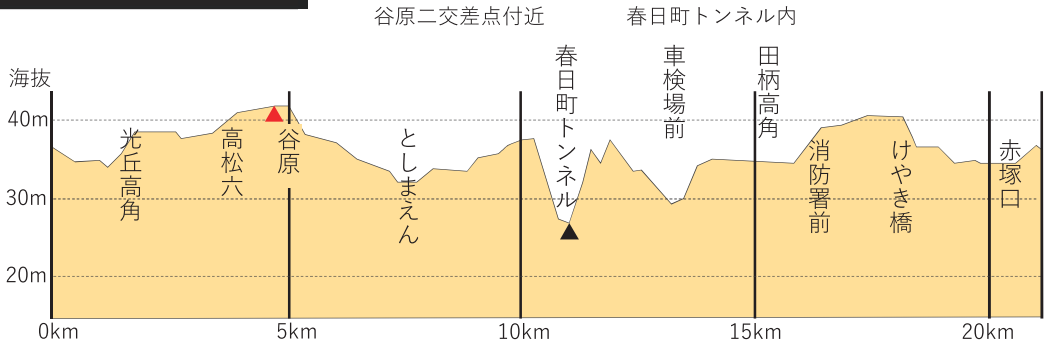 谷原二交差点付近
春日町トンネル内
海抜
40m
30m
20m
光丘高角
高松六
谷原
としまえん
春日町トンネル
車検場前
田柄高角
消防署前
けやき橋
赤塚口
0km
5km
10km
15km
20km